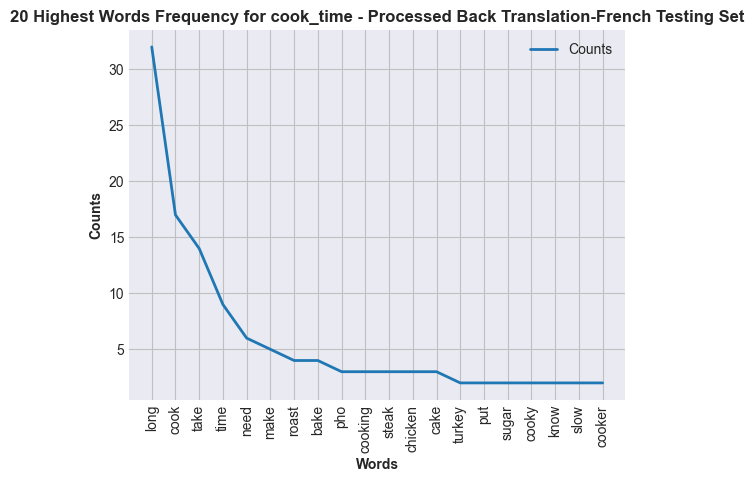 20 Highest Words Frequency for cook_time - Processed Back Translation-French Testing Set
Counts
30
25
20
15
10
5
Counts
long
cook
take
time
need
make
roast
bake
pho
cooking
steak
chicken
cake
turkey
put
sugar
cooky
know
slow
cooker
Words